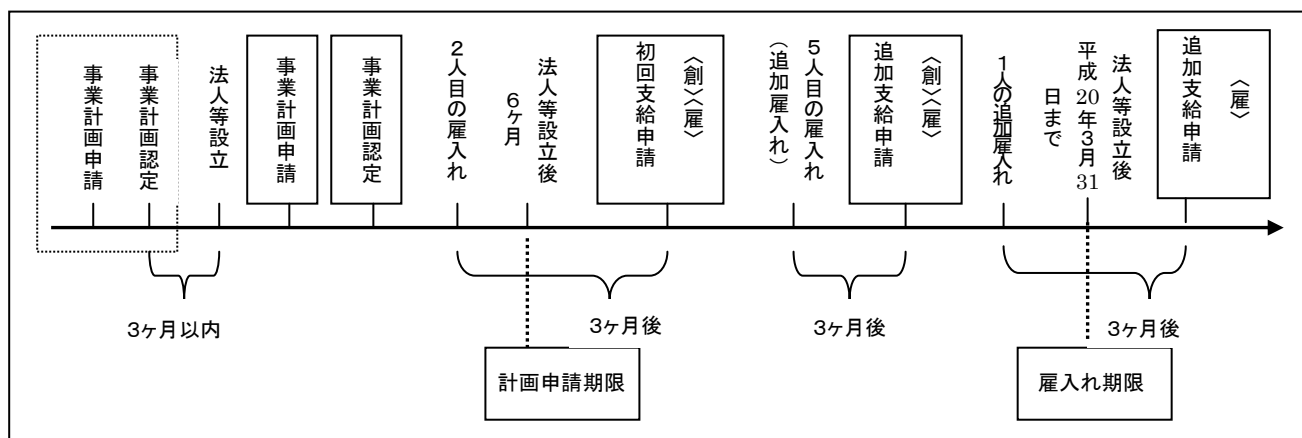 事業計画申請
事業計画認定
法人等設立
事業計画申請
事業計画認定
2人目の雇入れ
法人等設立後
6ヶ月
〈創〉〈雇〉
初回支給申請
5人目の雇入れ
（追加雇入れ）
〈創〉〈雇〉
追加支給申請
1人の追加雇入れ
法人等設立後
平成20年3月31
日まで
〈雇〉
追加支給申請
3ヶ月以内
3ヶ月後
3ヶ月後
3ヶ月後
計画申請期限
雇入れ期限